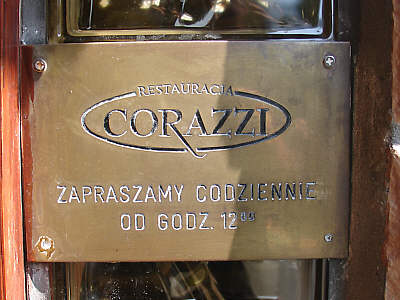 RESTAURACJA
CORAZZI
ZAPRASZAMY CODZIENNIE
OD GODZ. 12⁰⁰